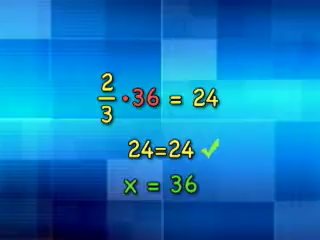 2/3 · 36 = 24
24=24 ✓
x = 36